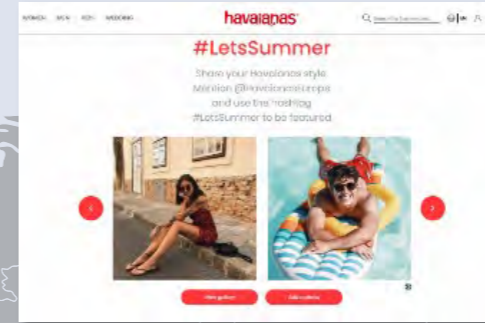 WOMEN MEN KIDS WEDDING
havaianas
#LetsSummer
Share your Havaianas style
Mention @HavaianasEurope
and use the hashtag
#LetsSummer to be featured